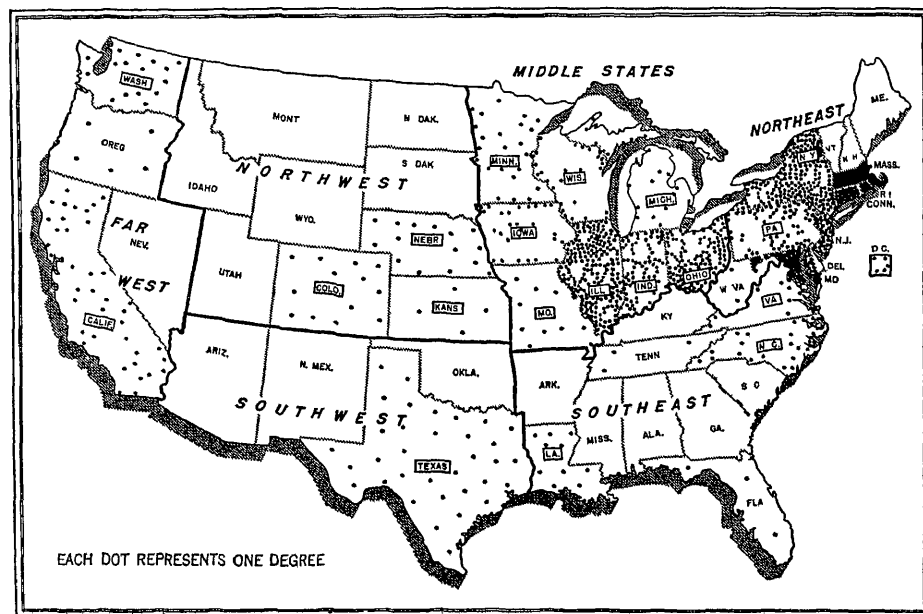 MIDDLE STATES
NORTHEAST
NORTHWEST
FAR
WEST
SOUTHWEST
SOUTHEAST
WASH.
OREG
CALIF.
NEV.
IDAHO
MONT
WYO.
UTAH
COLO.
ARIZ.
N. MEX.
N DAK.
S DAK
NEBR
KANS
OKLA.
TEXAS
MINN.
IOWA
MO.
ARK.
LA.
WIS.
MICH.
ILL.
IND.
OHIO
KY
TENN
MISS.
ALA.
GA.
FLA
S C
N C.
VA.
W VA
PA
N Y
VT
N H
ME.
MASS.
R I
CONN.
N.J.
DEL
MD
D C.
EACH DOT REPRESENTS ONE DEGREE